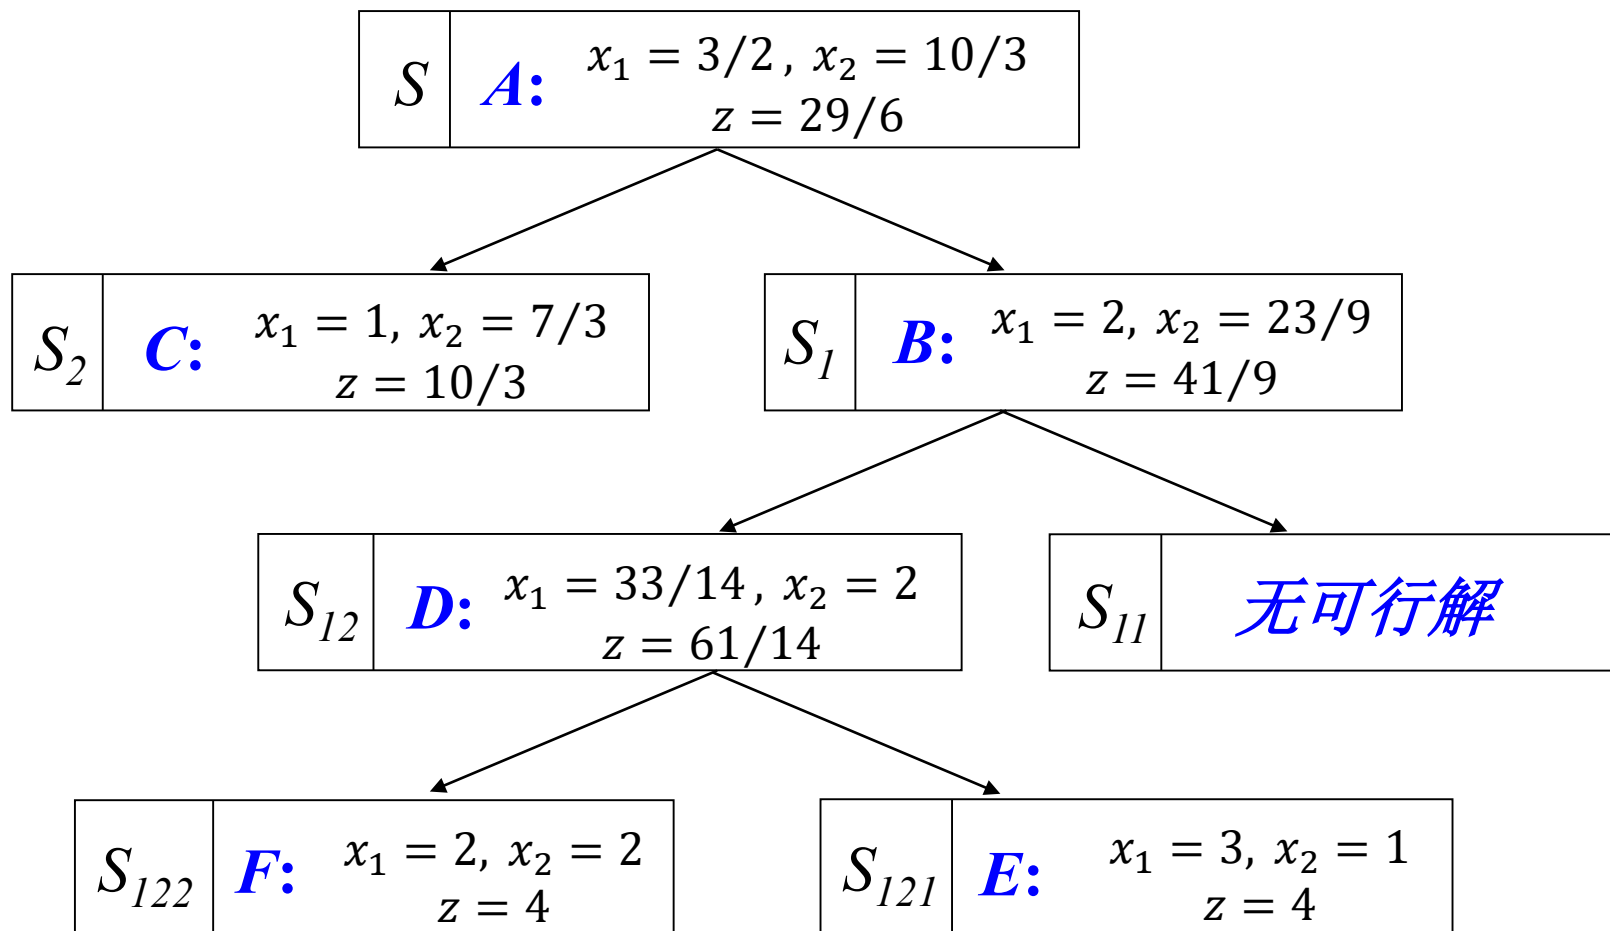 S A: x₁ = 3/2, x₂ = 10/3
z = 29/6
S₂ C: x₁ = 1, x₂ = 7/3
z = 10/3
S₁ B: x₁ = 2, x₂ = 23/9
z = 41/9
S₁₂ D: x₁ = 33/14, x₂ = 2
z = 61/14
S₁₁ 无可行解
S₁₂₂ F: x₁ = 2, x₂ = 2
z = 4
S₁₂₁ E: x₁ = 3, x₂ = 1
z = 4